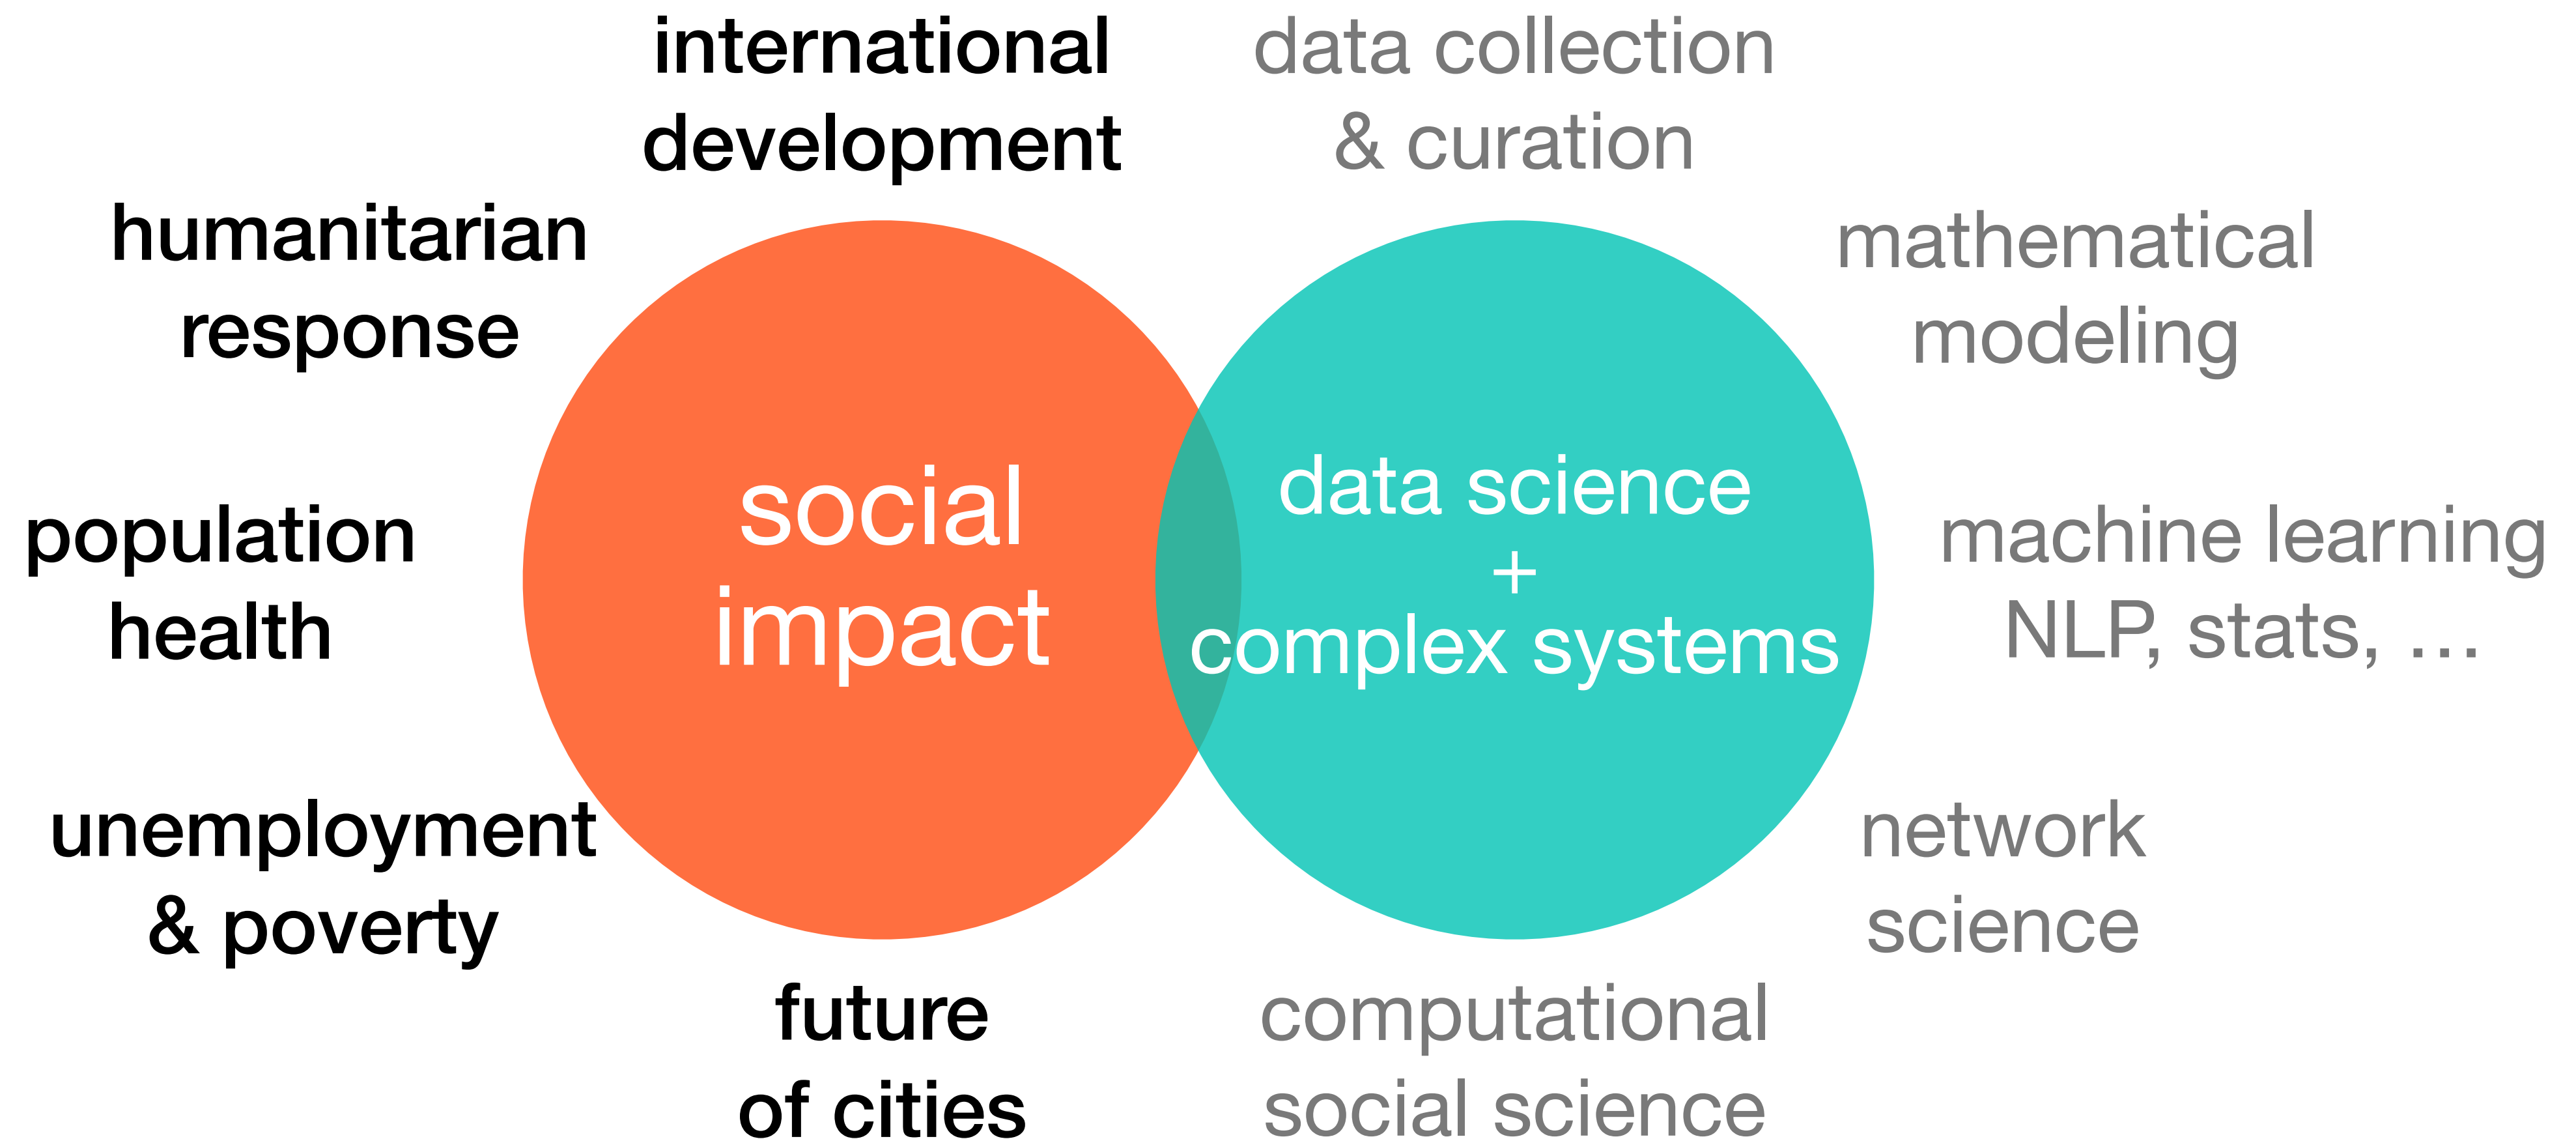 international
development
humanitarian
response
population
health
unemployment
& poverty
future
of cities
social
impact
data science
+
complex systems
data collection
& curation
mathematical
modeling
machine learning
NLP, stats, …
network
science
computational
social science